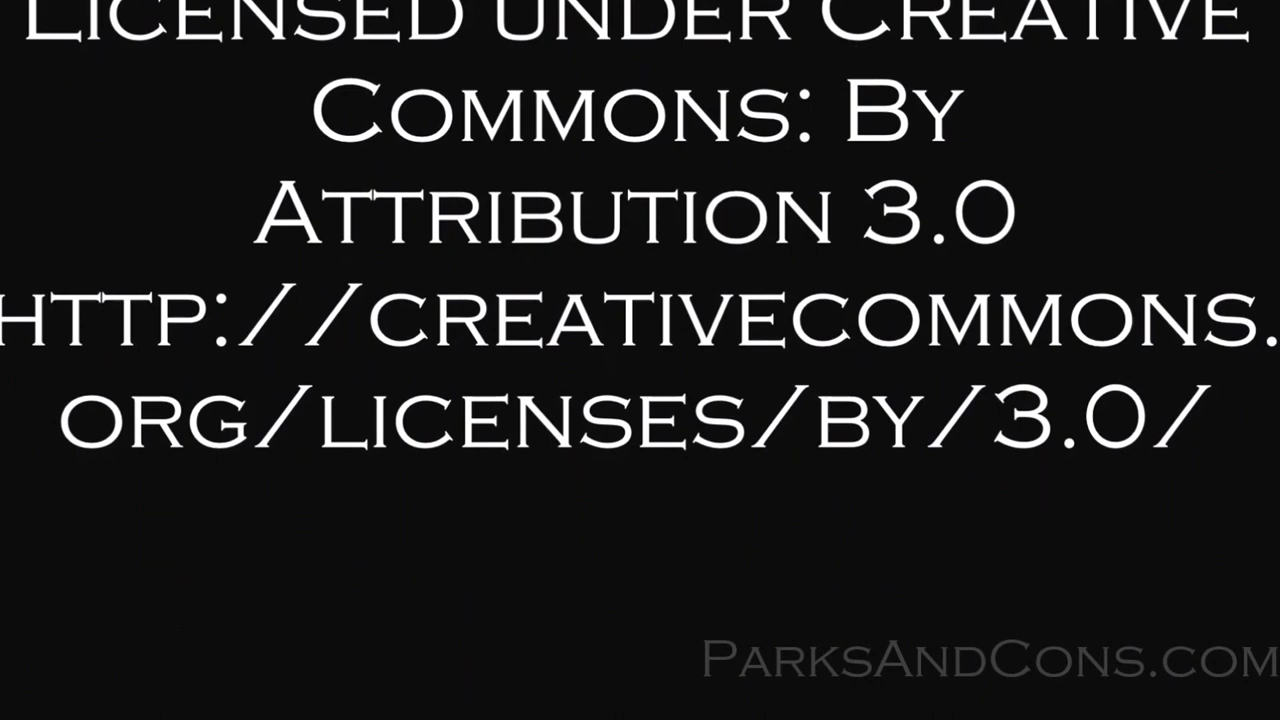 Licensed under Creative
Commons: By
Attribution 3.0
http://creativecommons.
org/licenses/by/3.0/
ParksAndCons.com